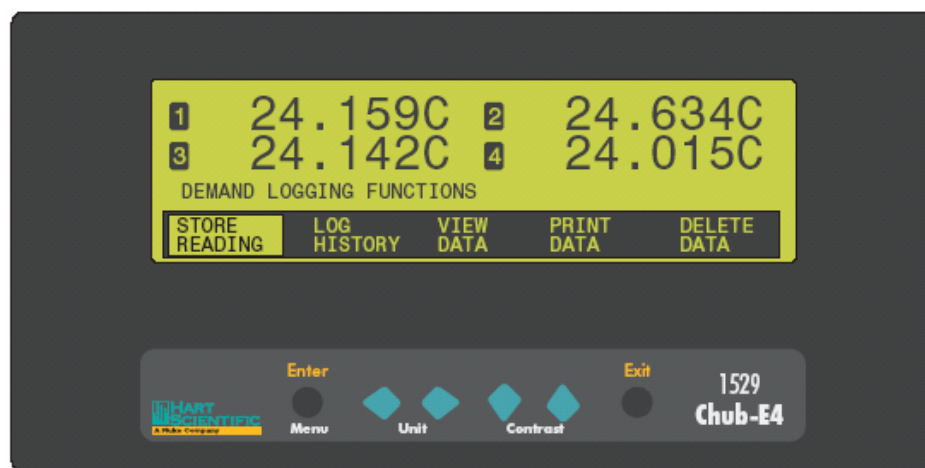 1 24.159C 2 24.634C
3 24.142C 4 24.015C
DEMAND LOGGING FUNCTIONS
STORE READING
LOG HISTORY
VIEW DATA
PRINT DATA
DELETE DATA
Enter
Exit
Menu
Unit
Contrast
HART
SCIENTIFIC
A Fluke Company
1529
Chub-E4